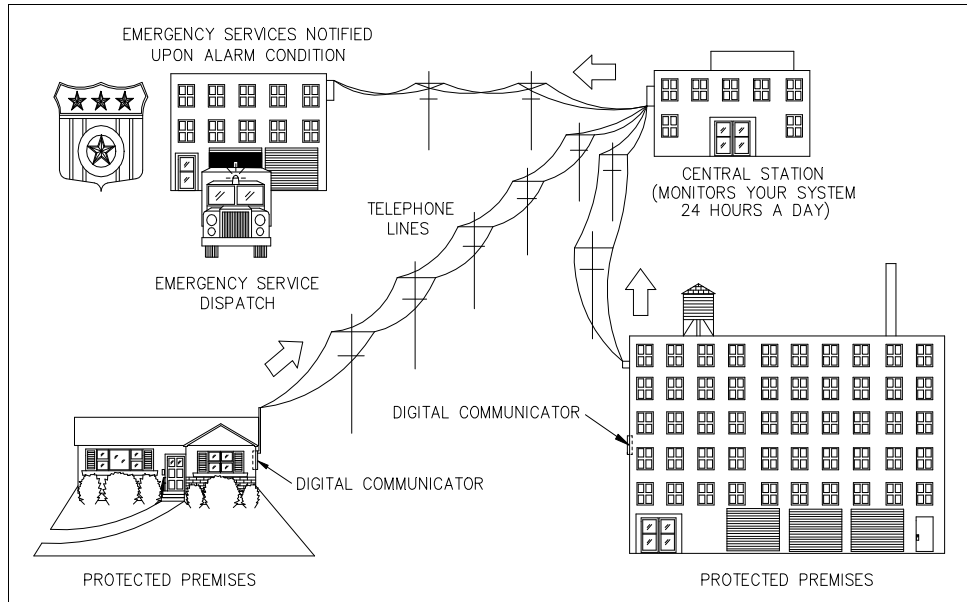 EMERGENCY SERVICES NOTIFIED
UPON ALARM CONDITION
CENTRAL STATION
(MONITORS YOUR SYSTEM
24 HOURS A DAY)
TELEPHONE
LINES
EMERGENCY SERVICE
DISPATCH
DIGITAL COMMUNICATOR
DIGITAL COMMUNICATOR
PROTECTED PREMISES
PROTECTED PREMISES